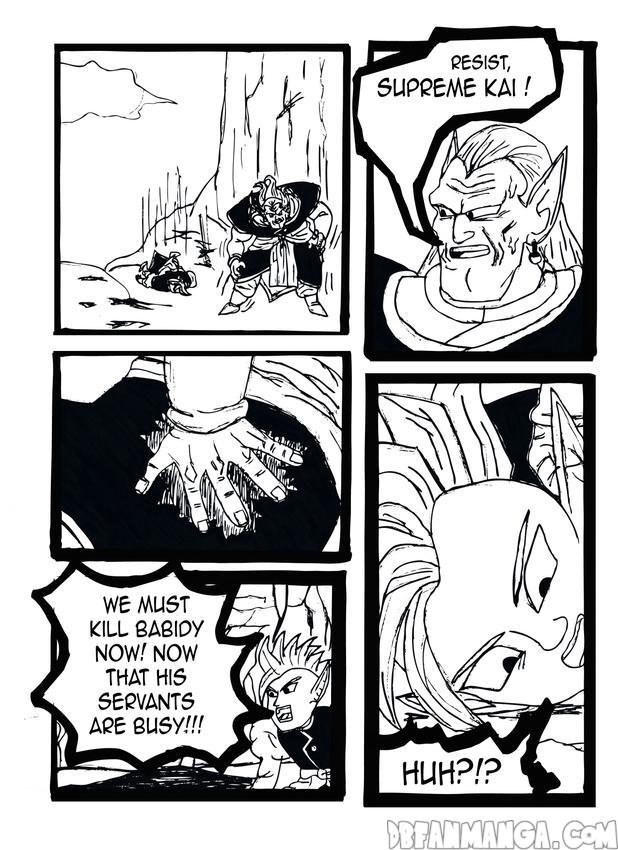 RESIST,
SUPREME KAI !
HUH?!?
WE MUST
KILL BABIDY
NOW! NOW
THAT HIS
SERVANTS
ARE BUSY!!!
DBFANMANGA.COM